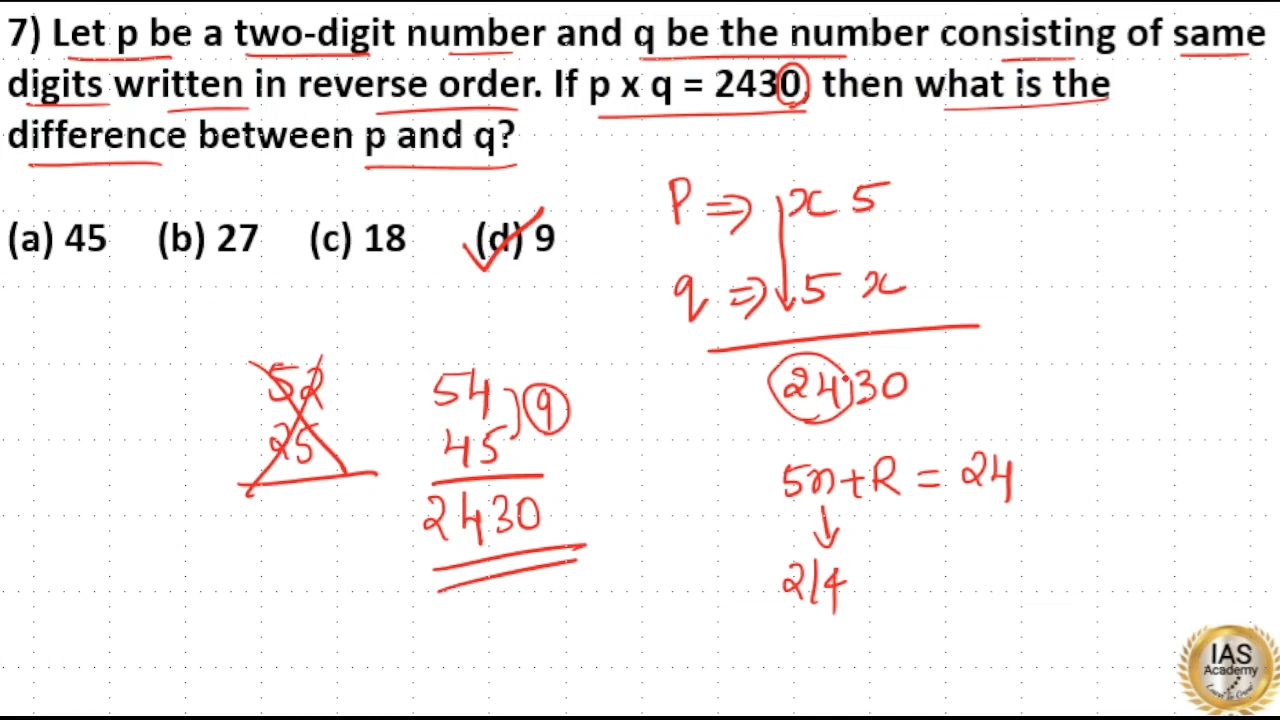 7) Let p be a two-digit number and q be the number consisting of same
digits written in reverse order. If p x q = 2430, then what is the
difference between p and q?
(a) 45 (b) 27 (c) 18 (d) 9
P ⇒ x 5
q ⇒ 5 x
2430
5x + R = 24
2/4
52
25
54
45
9
2430
IAS
Academy